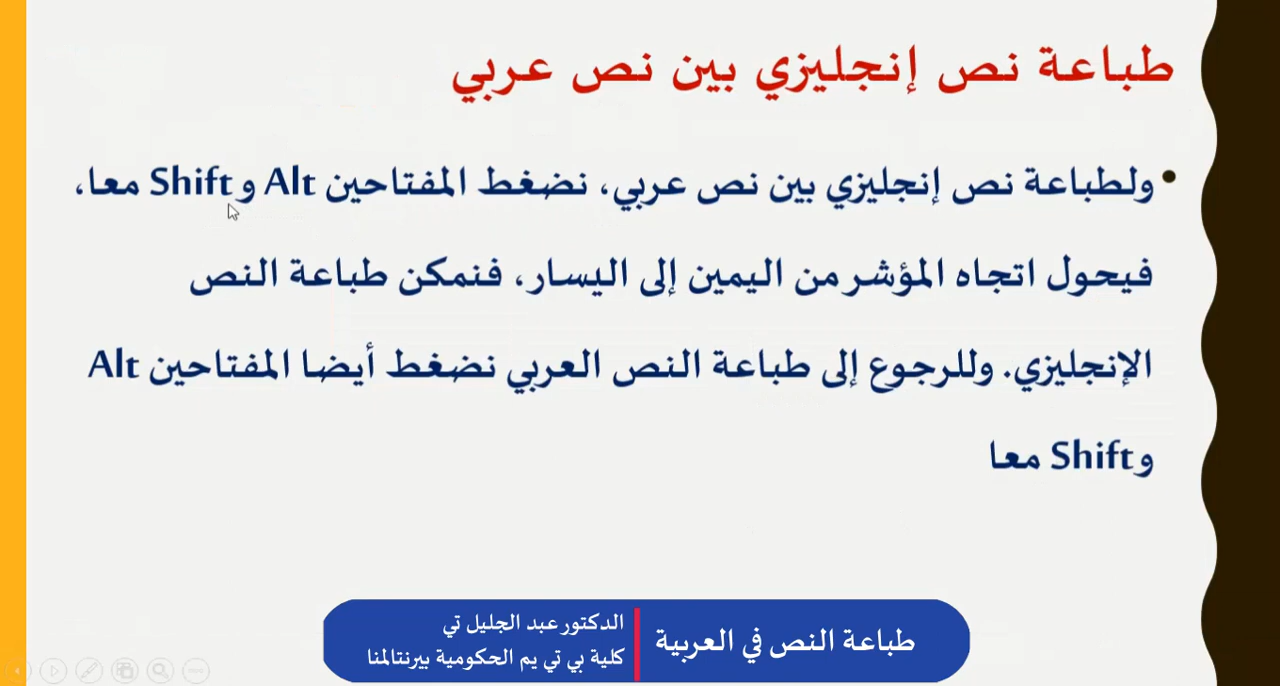 طباعة نص إنجليزي بين نص عربي
• ولطباعة نص إنجليزي بين نص عربي، نضغط المفتاحين Alt وShift معا،
فيحول اتجاه المؤشر من اليمين إلى اليسار، فنمكن طباعة النص
الإنجليزي. وللرجوع إلى طباعة النص العربي نضغط أيضا المفتاحين Alt
وShift معا
طباعة النص في العربية
الدكتور عبد الجليل تي
كلية بي تي يم الحكومية بيرنتالمنا